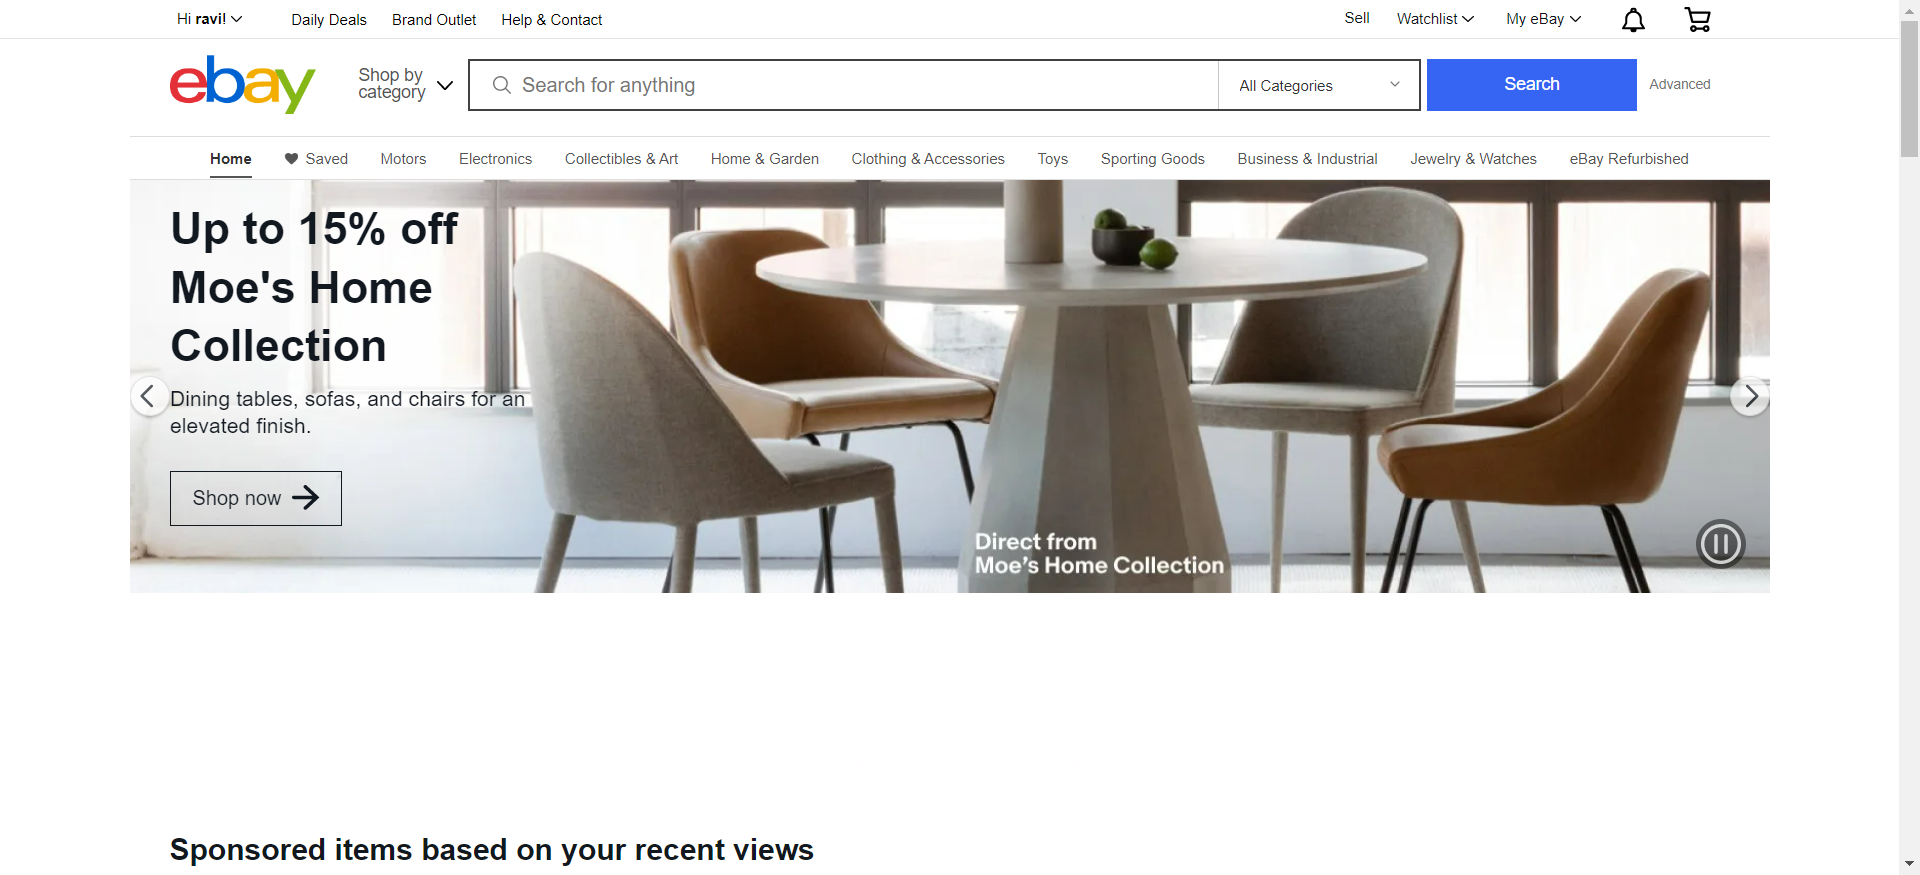 Hi ravi!
Daily Deals
Brand Outlet
Help & Contact
Sell
Watchlist
My eBay
ebay
Shop by
category
Search for anything
All Categories
Search
Advanced
Home
Saved
Motors
Electronics
Collectibles & Art
Home & Garden
Clothing & Accessories
Toys
Sporting Goods
Business & Industrial
Jewelry & Watches
eBay Refurbished
Up to 15% off
Moe's Home
Collection
Dining tables, sofas, and chairs for an
elevated finish.
Shop now
Direct from
Moe's Home Collection
Sponsored items based on your recent views